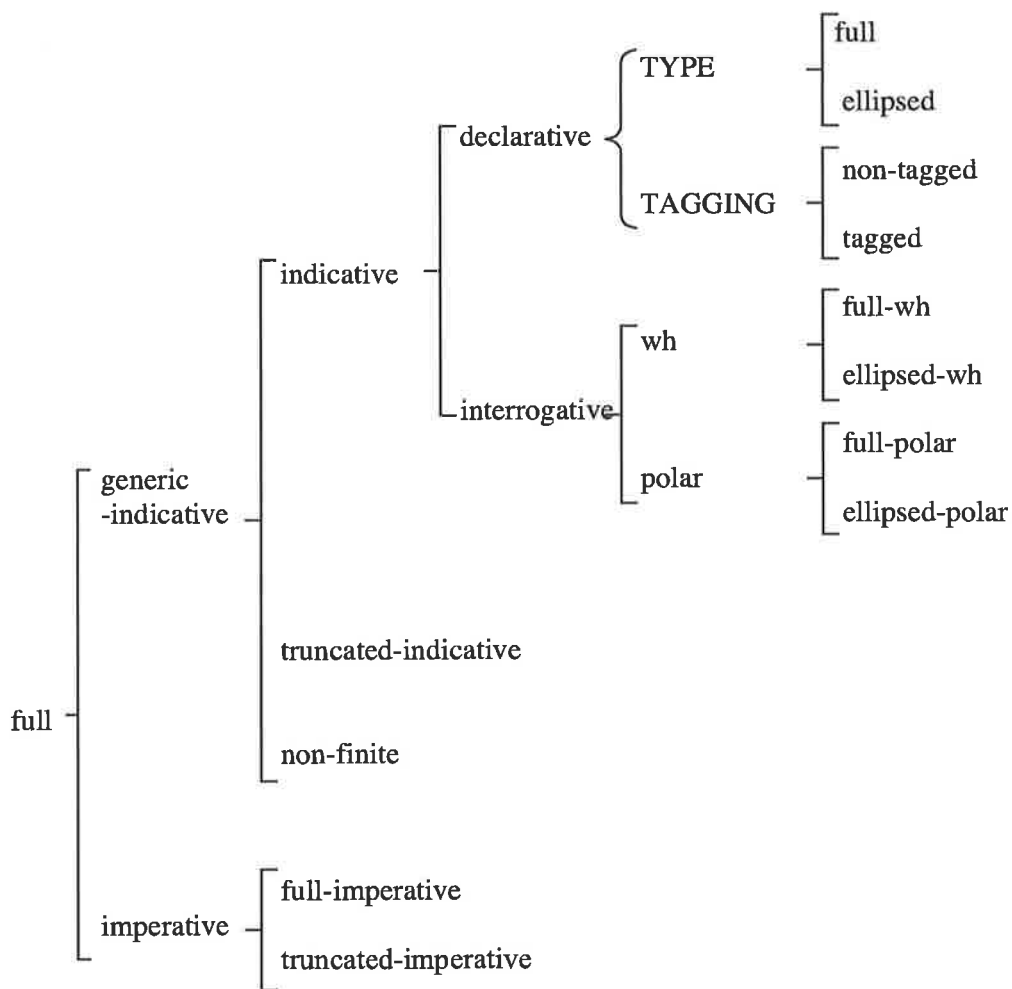 full
TYPE
ellipsed
declarative
non-tagged
TAGGING
tagged
indicative
full-wh
wh
ellipsed-wh
interrogative
full-polar
generic
-indicative
polar
ellipsed-polar
truncated-indicative
full
non-finite
full-imperative
imperative
truncated-imperative